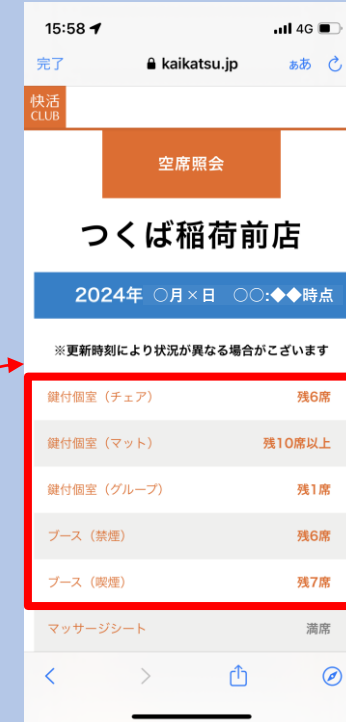 15:58 4G
完了 kaikatsu.jp ぁあ
快活
CLUB
空席照会
つくば稲荷前店
2024年 〇月×日 〇〇:◆◆時点
※更新時刻により状況が異なる場合がこざいます
鍵付個室（チェア） 残6席
鍵付個室（マット） 残10席以上
鍵付個室（グループ） 残1席
ブース（禁煙） 残6席
ブース（喫煙） 残7席
マッサージシート 満席